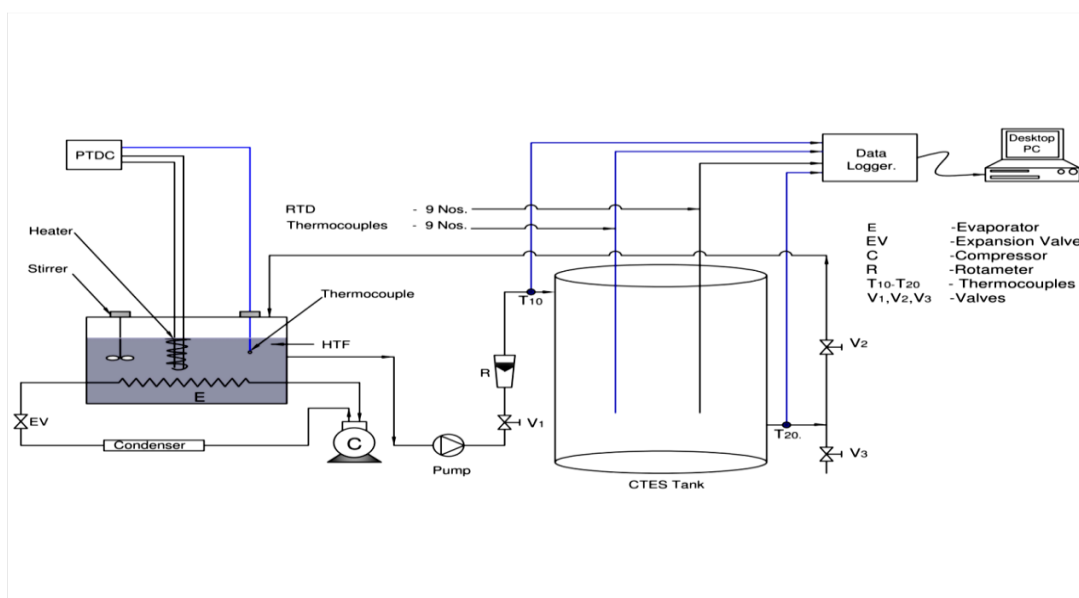 PTDC
Data
Logger.
Desktop
PC
RTD - 9 Nos.
Thermocouples - 9 Nos.
Heater
Stirrer
Thermocouple
HTF
E
EV
Condenser
C
Pump
R
V1
T10
CTES Tank
T20.
V2
V3
E -Evaporator
EV -Expansion Valve
C -Compressor
R -Rotameter
T10-T20 - Thermocouples
V1,V2,V3 -Valves